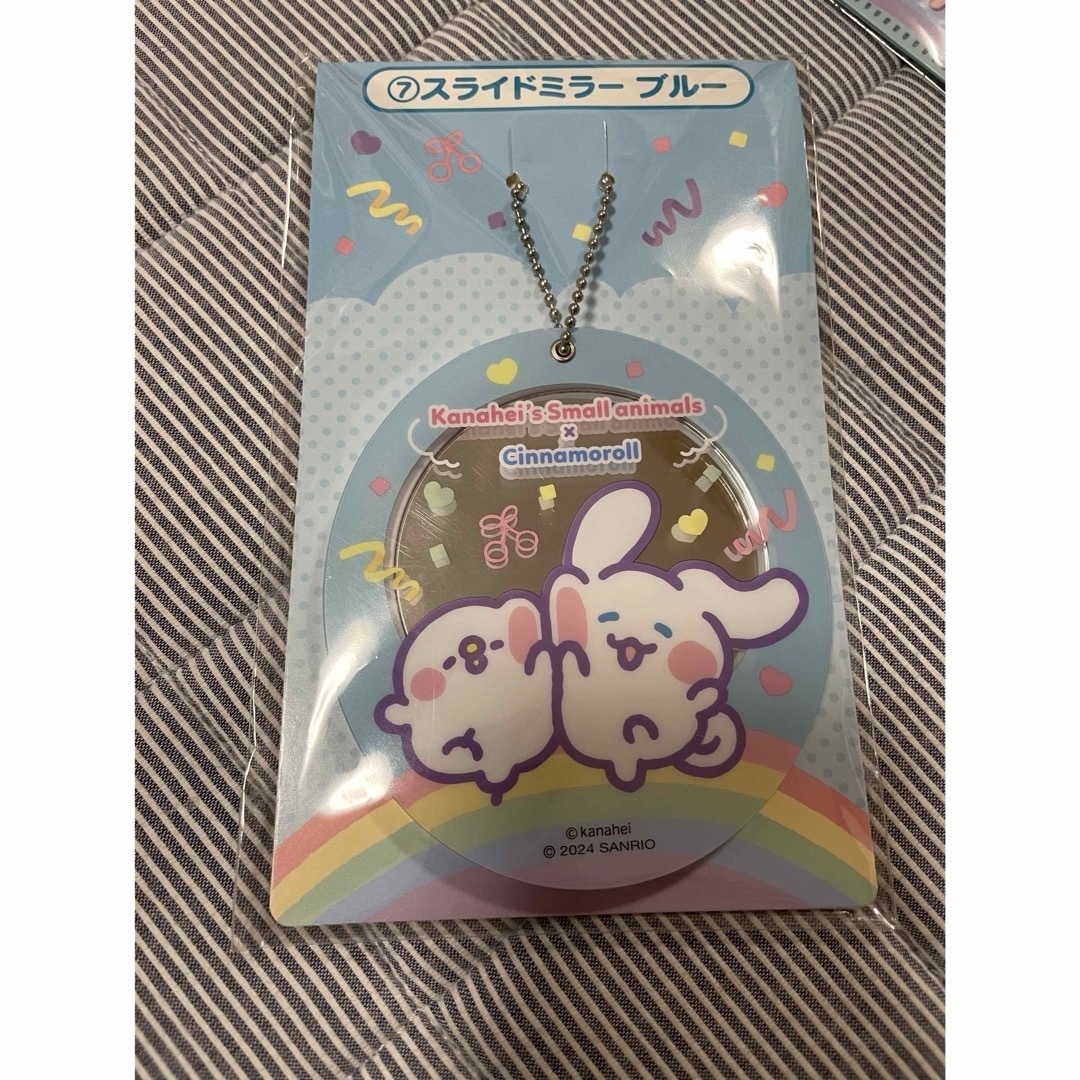 ⑦スライドミラー ブルー
Kanahei's Small animals
×
Cinnamoroll
©kanahei
© 2024 SANRIO